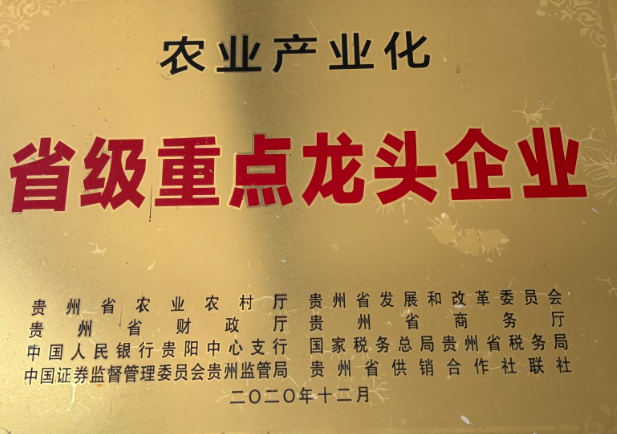 农业产业化
省级重点龙头企业
贵州省农业农村厅 贵州省发展和改革委员会
贵州省财政厅 贵州省商务厅
中国人民银行贵阳中心支行 国家税务总局贵州省税务局
中国证券监督管理委员会贵州监管局 贵州省供销合作社联社
二〇二〇年十二月